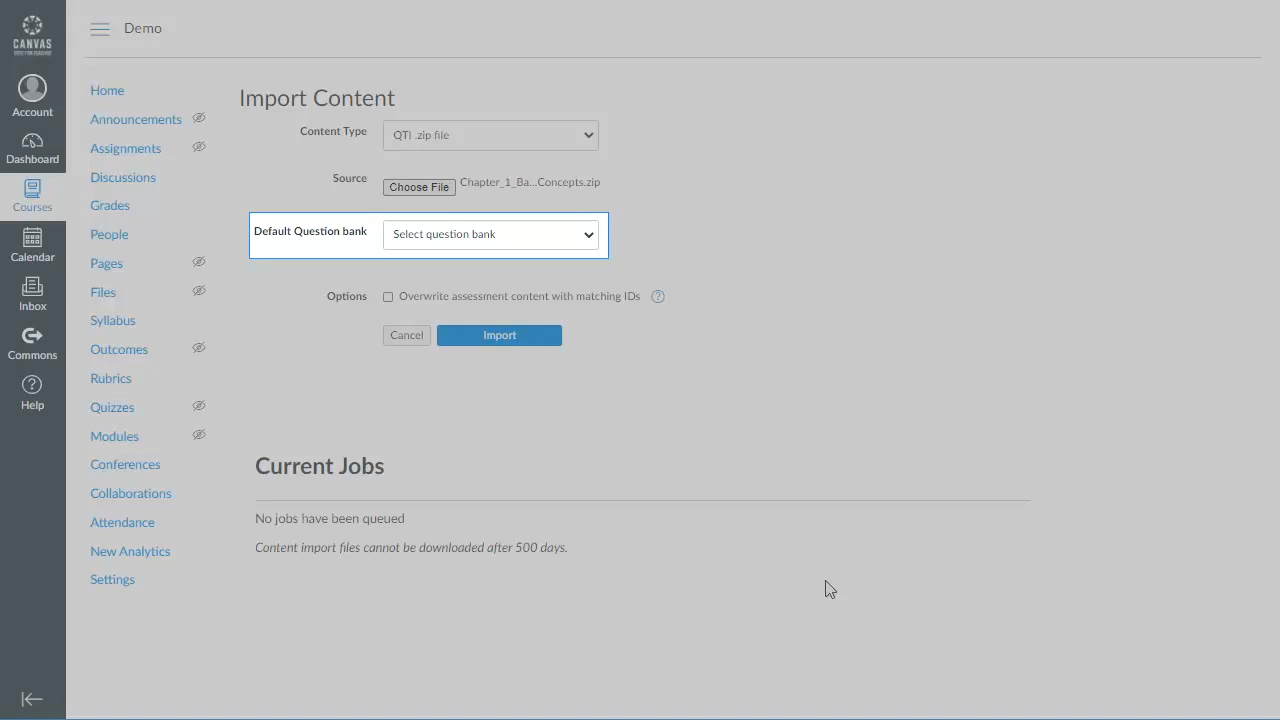 CANVAS
Account
Dashboard
Courses
Calendar
Inbox
Commons
Help
Demo
Home
Announcements
Assignments
Discussions
Grades
People
Pages
Files
Syllabus
Outcomes
Rubrics
Quizzes
Modules
Conferences
Collaborations
Attendance
New Analytics
Settings
Import Content
Content Type QTI .zip file
Source Choose File Chapter_1_Ba...Concepts.zip
Default Question bank Select question bank
Options Overwrite assessment content with matching IDs ?
Cancel Import
Current Jobs
No jobs have been queued
Content import files cannot be downloaded after 500 days.